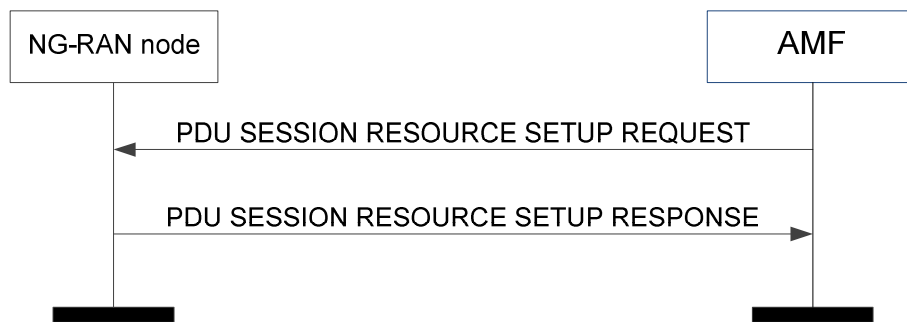 NG-RAN node
AMF
PDU SESSION RESOURCE SETUP REQUEST
PDU SESSION RESOURCE SETUP RESPONSE